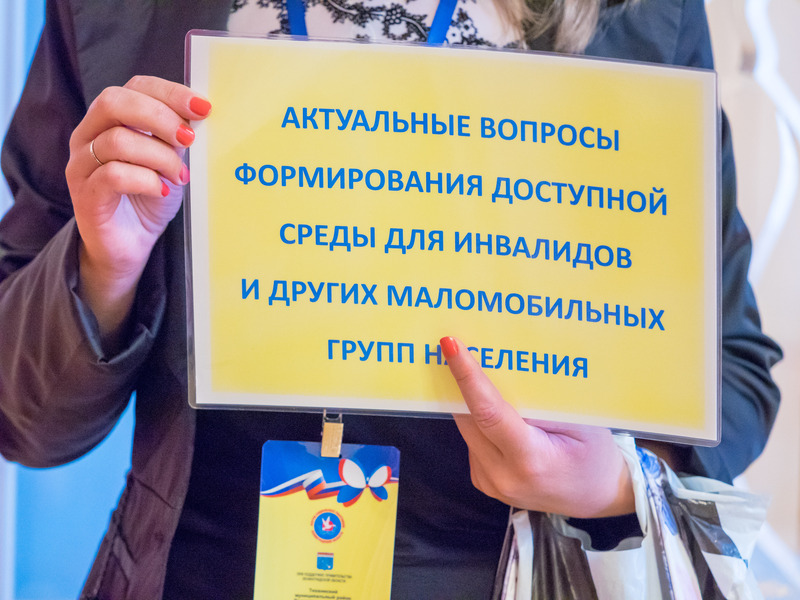 АКТУАЛЬНЫЕ ВОПРОСЫ
ФОРМИРОВАНИЯ ДОСТУПНОЙ
СРЕДЫ ДЛЯ ИНВАЛИДОВ
И ДРУГИХ МАЛОМОБИЛЬНЫХ
ГРУПП НАСЕЛЕНИЯ